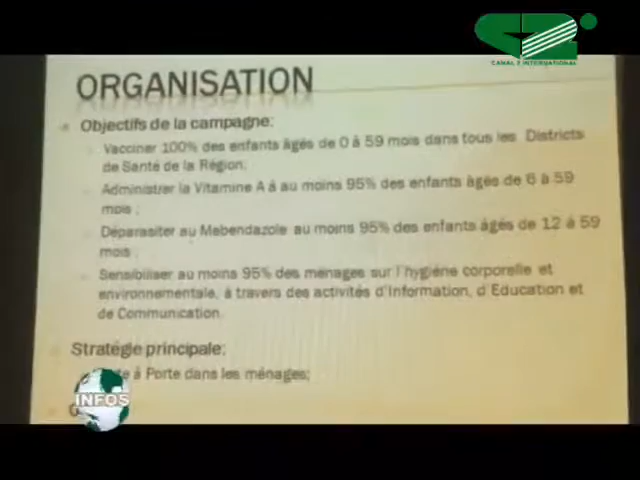 CANAL 2 INTERNATIONAL
ORGANISATION
Objectifs de la campagne:
Vacciner 100% des enfants âgés de 0 à 59 mois dans tous les Districts
de Santé de la Région;
Administrer la Vitamine A à au moins 95% des enfants âgés de 6 à 59
mois ;
Déparasiter au Mebendazole au moins 95% des enfants âgés de 12 à 59
mois ;
Sensibiliser au moins 95% des ménages sur l'hygiène corporelle et
environnementale, à travers des activités d'Information, d'Education et
de Communication.
Stratégie principale:
à Porte dans les ménages;
INFOS